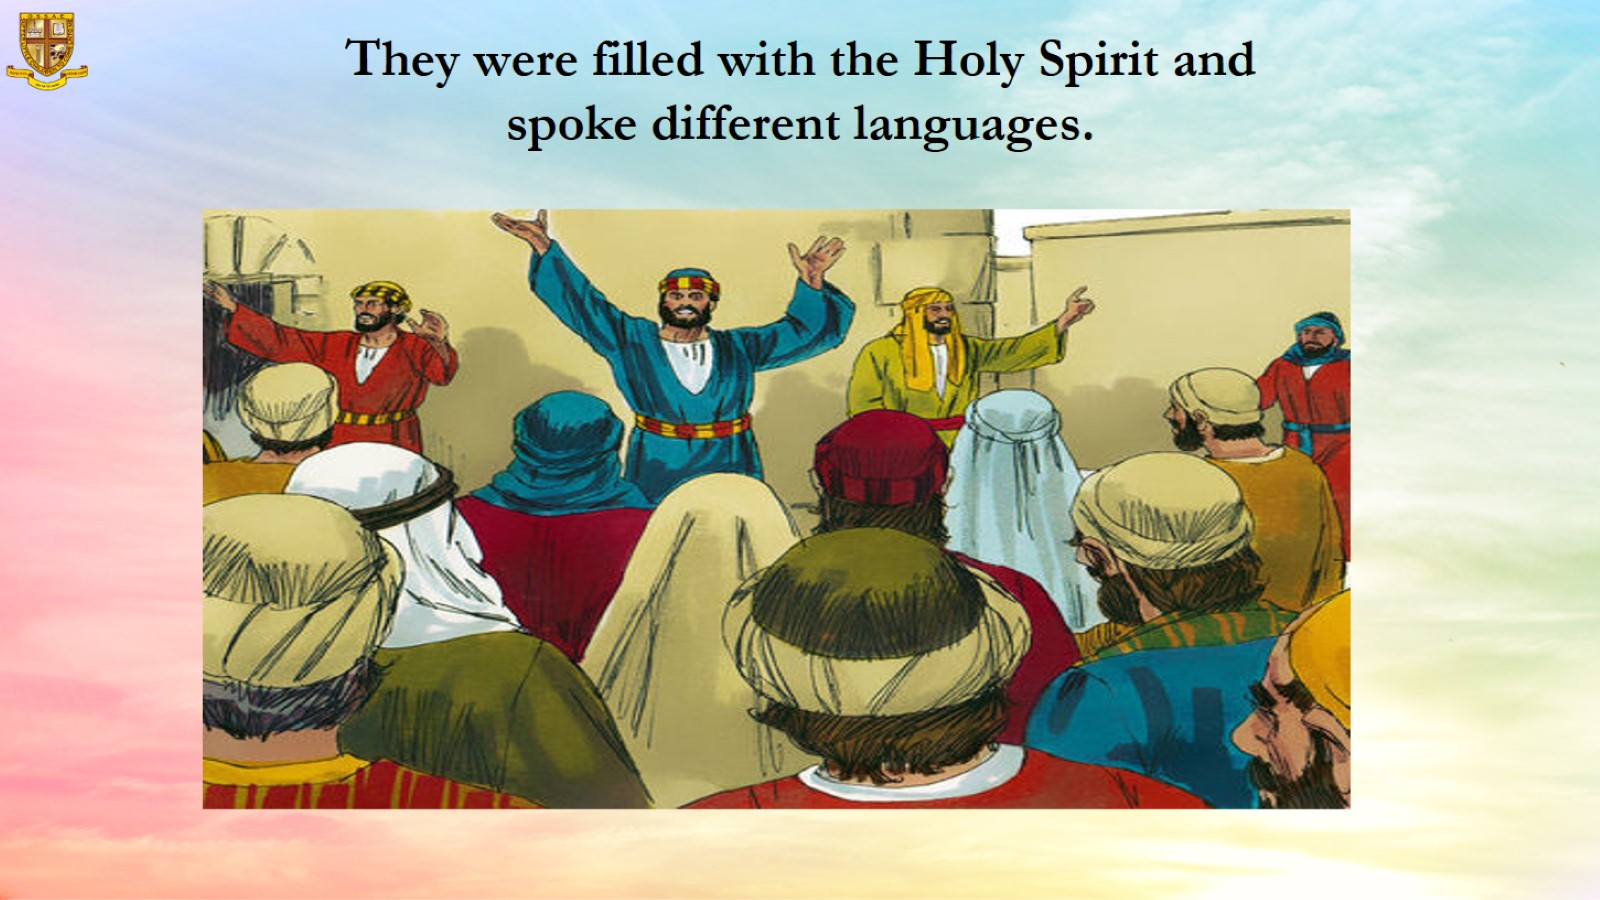 They were filled with the Holy Spirit and
spoke different languages.